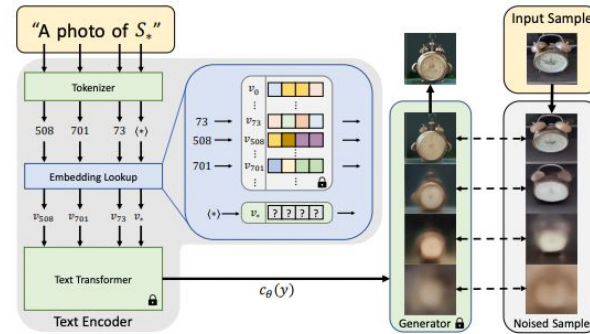 “A photo of S*”
Input Sample
Tokenizer
508 701 73 ⟨*⟩
Embedding Lookup
v508 v701 v73 v*
Text Transformer
Text Encoder
v0
⋮ ⋮
73 v73
508 v508
⋮ ⋮
701 v701
⋮ ⋮
⟨*⟩ v* ? ? ? ?
cθ(y)
Generator
Noised Samples